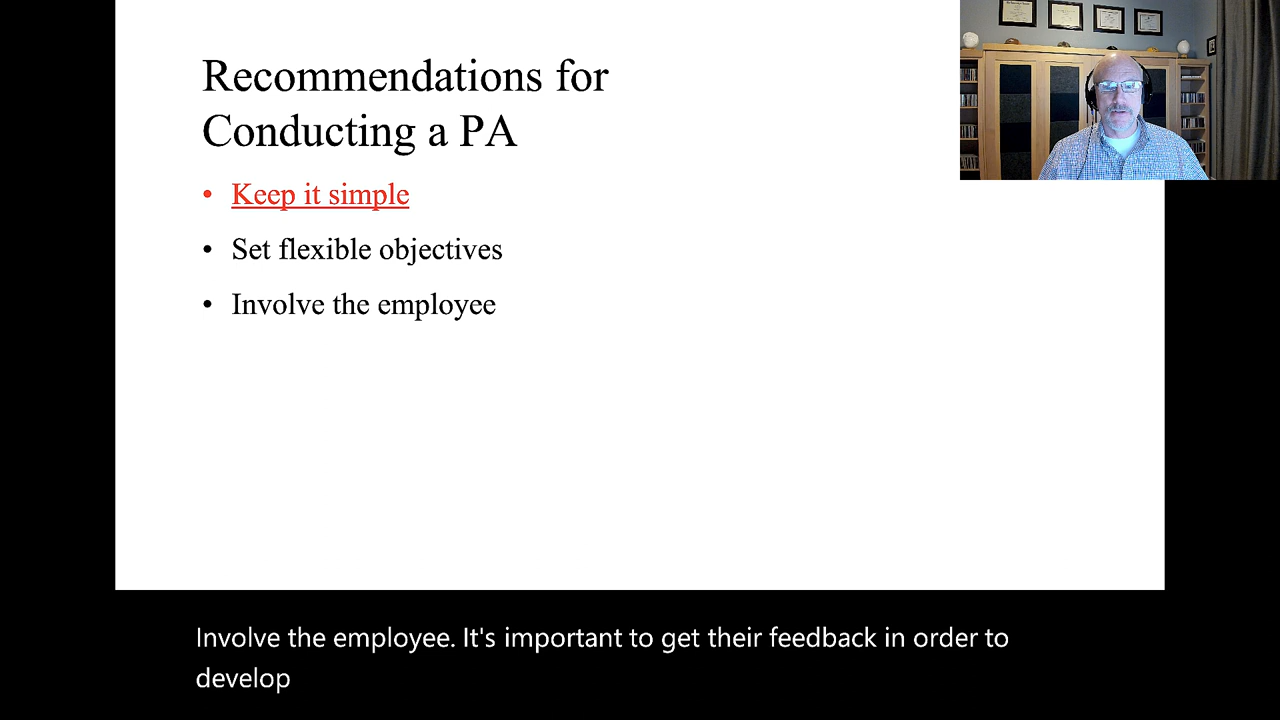 Recommendations for
Conducting a PA
• Keep it simple
• Set flexible objectives
• Involve the employee
Involve the employee. It's important to get their feedback in order to
develop